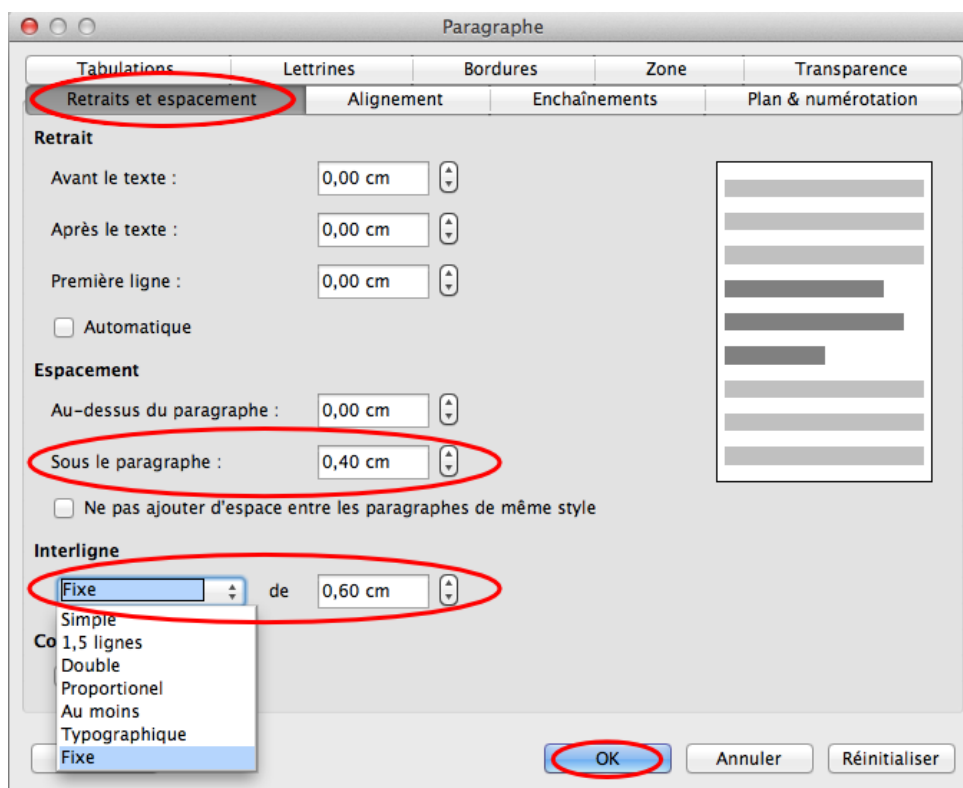 Paragraphe
Tabulations Lettrines Bordures Zone Transparence
Retraits et espacement Alignement Enchaînements Plan & numérotation
Retrait
Avant le texte : 0,00 cm
Après le texte : 0,00 cm
Première ligne : 0,00 cm
Automatique
Espacement
Au-dessus du paragraphe : 0,00 cm
Sous le paragraphe : 0,40 cm
Ne pas ajouter d'espace entre les paragraphes de même style
Interligne
Fixe de 0,60 cm
Simple
Co 1,5 lignes
Double
Proportionel
Au moins
Typographique
Fixe
OK Annuler Réinitialiser